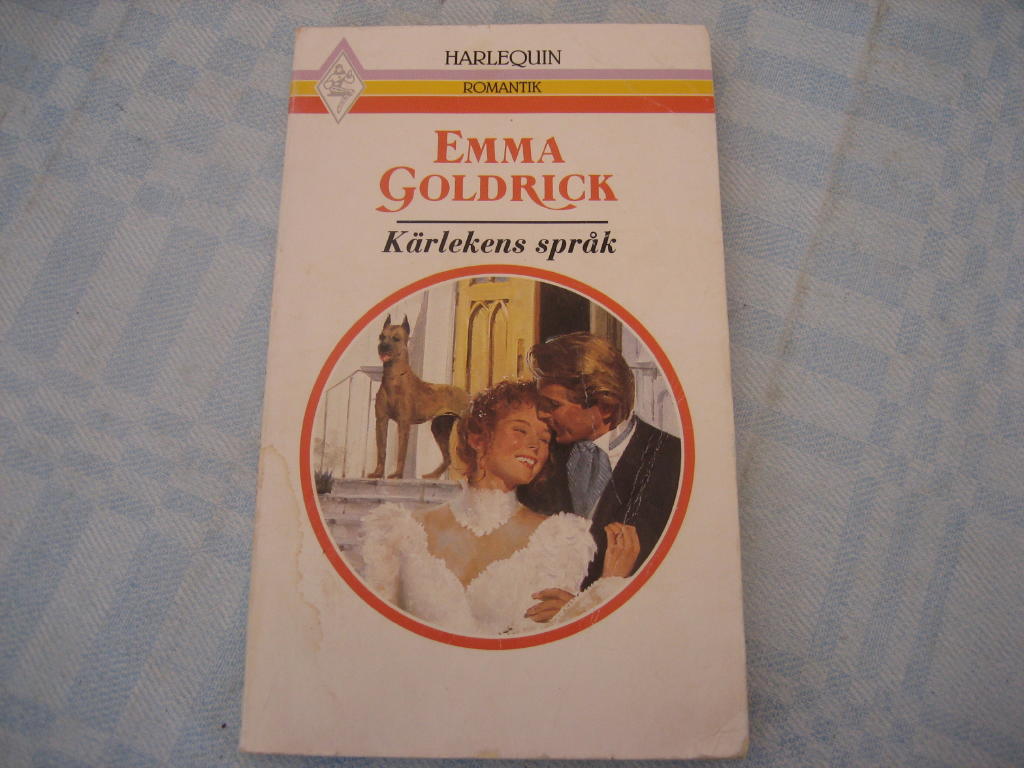 HARLEQUIN
ROMANTIK
EMMA
GOLDRICK
Kärlekens språk